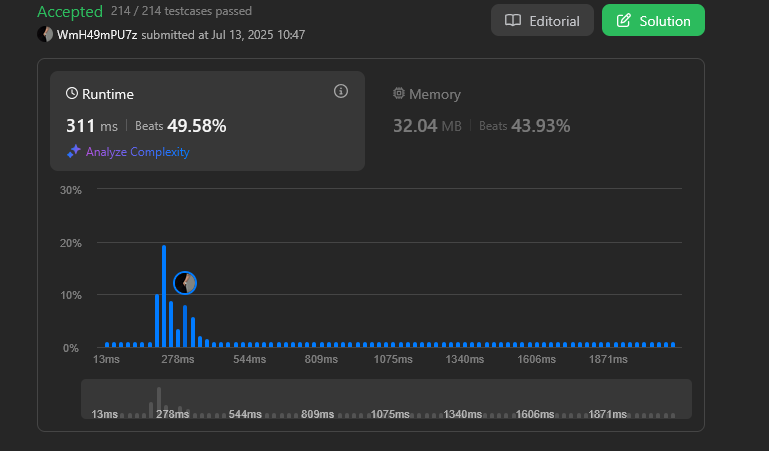 Accepted 214 / 214 testcases passed
Editorial
Solution
WmH49mPU7z submitted at Jul 13, 2025 10:47
Runtime
311 ms | Beats 49.58%
Analyze Complexity
Memory
32.04 MB | Beats 43.93%
30%
20%
10%
0%
13ms 278ms 544ms 809ms 1075ms 1340ms 1606ms 1871ms
13ms 278ms 544ms 809ms 1075ms 1340ms 1606ms 1871ms